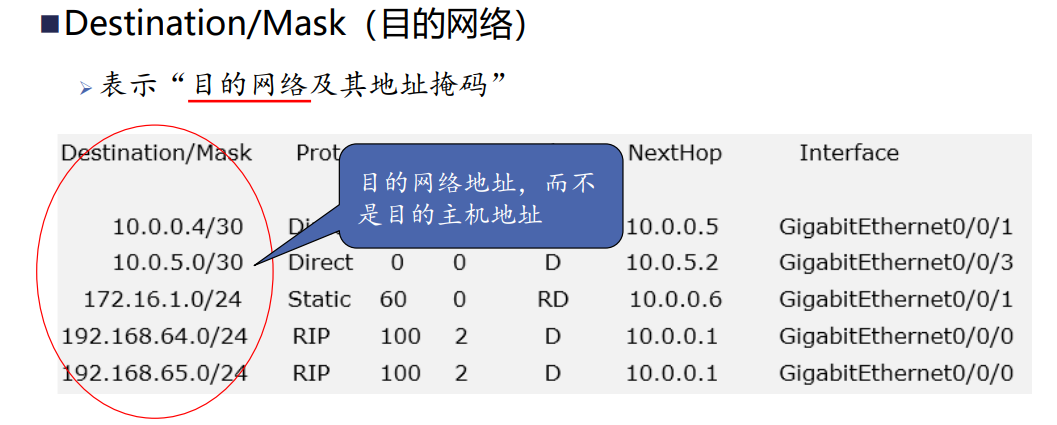 ■Destination/Mask（目的网络）
➢表示“目的网络及其地址掩码”
Destination/Mask Prot NextHop Interface
目的网络地址，而不
是目的主机地址
10.0.0.4/30 Di 10.0.0.5 GigabitEthernet0/0/1
10.0.5.0/30 Direct 0 0 D 10.0.5.2 GigabitEthernet0/0/3
172.16.1.0/24 Static 60 0 RD 10.0.0.6 GigabitEthernet0/0/1
192.168.64.0/24 RIP 100 2 D 10.0.0.1 GigabitEthernet0/0/0
192.168.65.0/24 RIP 100 2 D 10.0.0.1 GigabitEthernet0/0/0